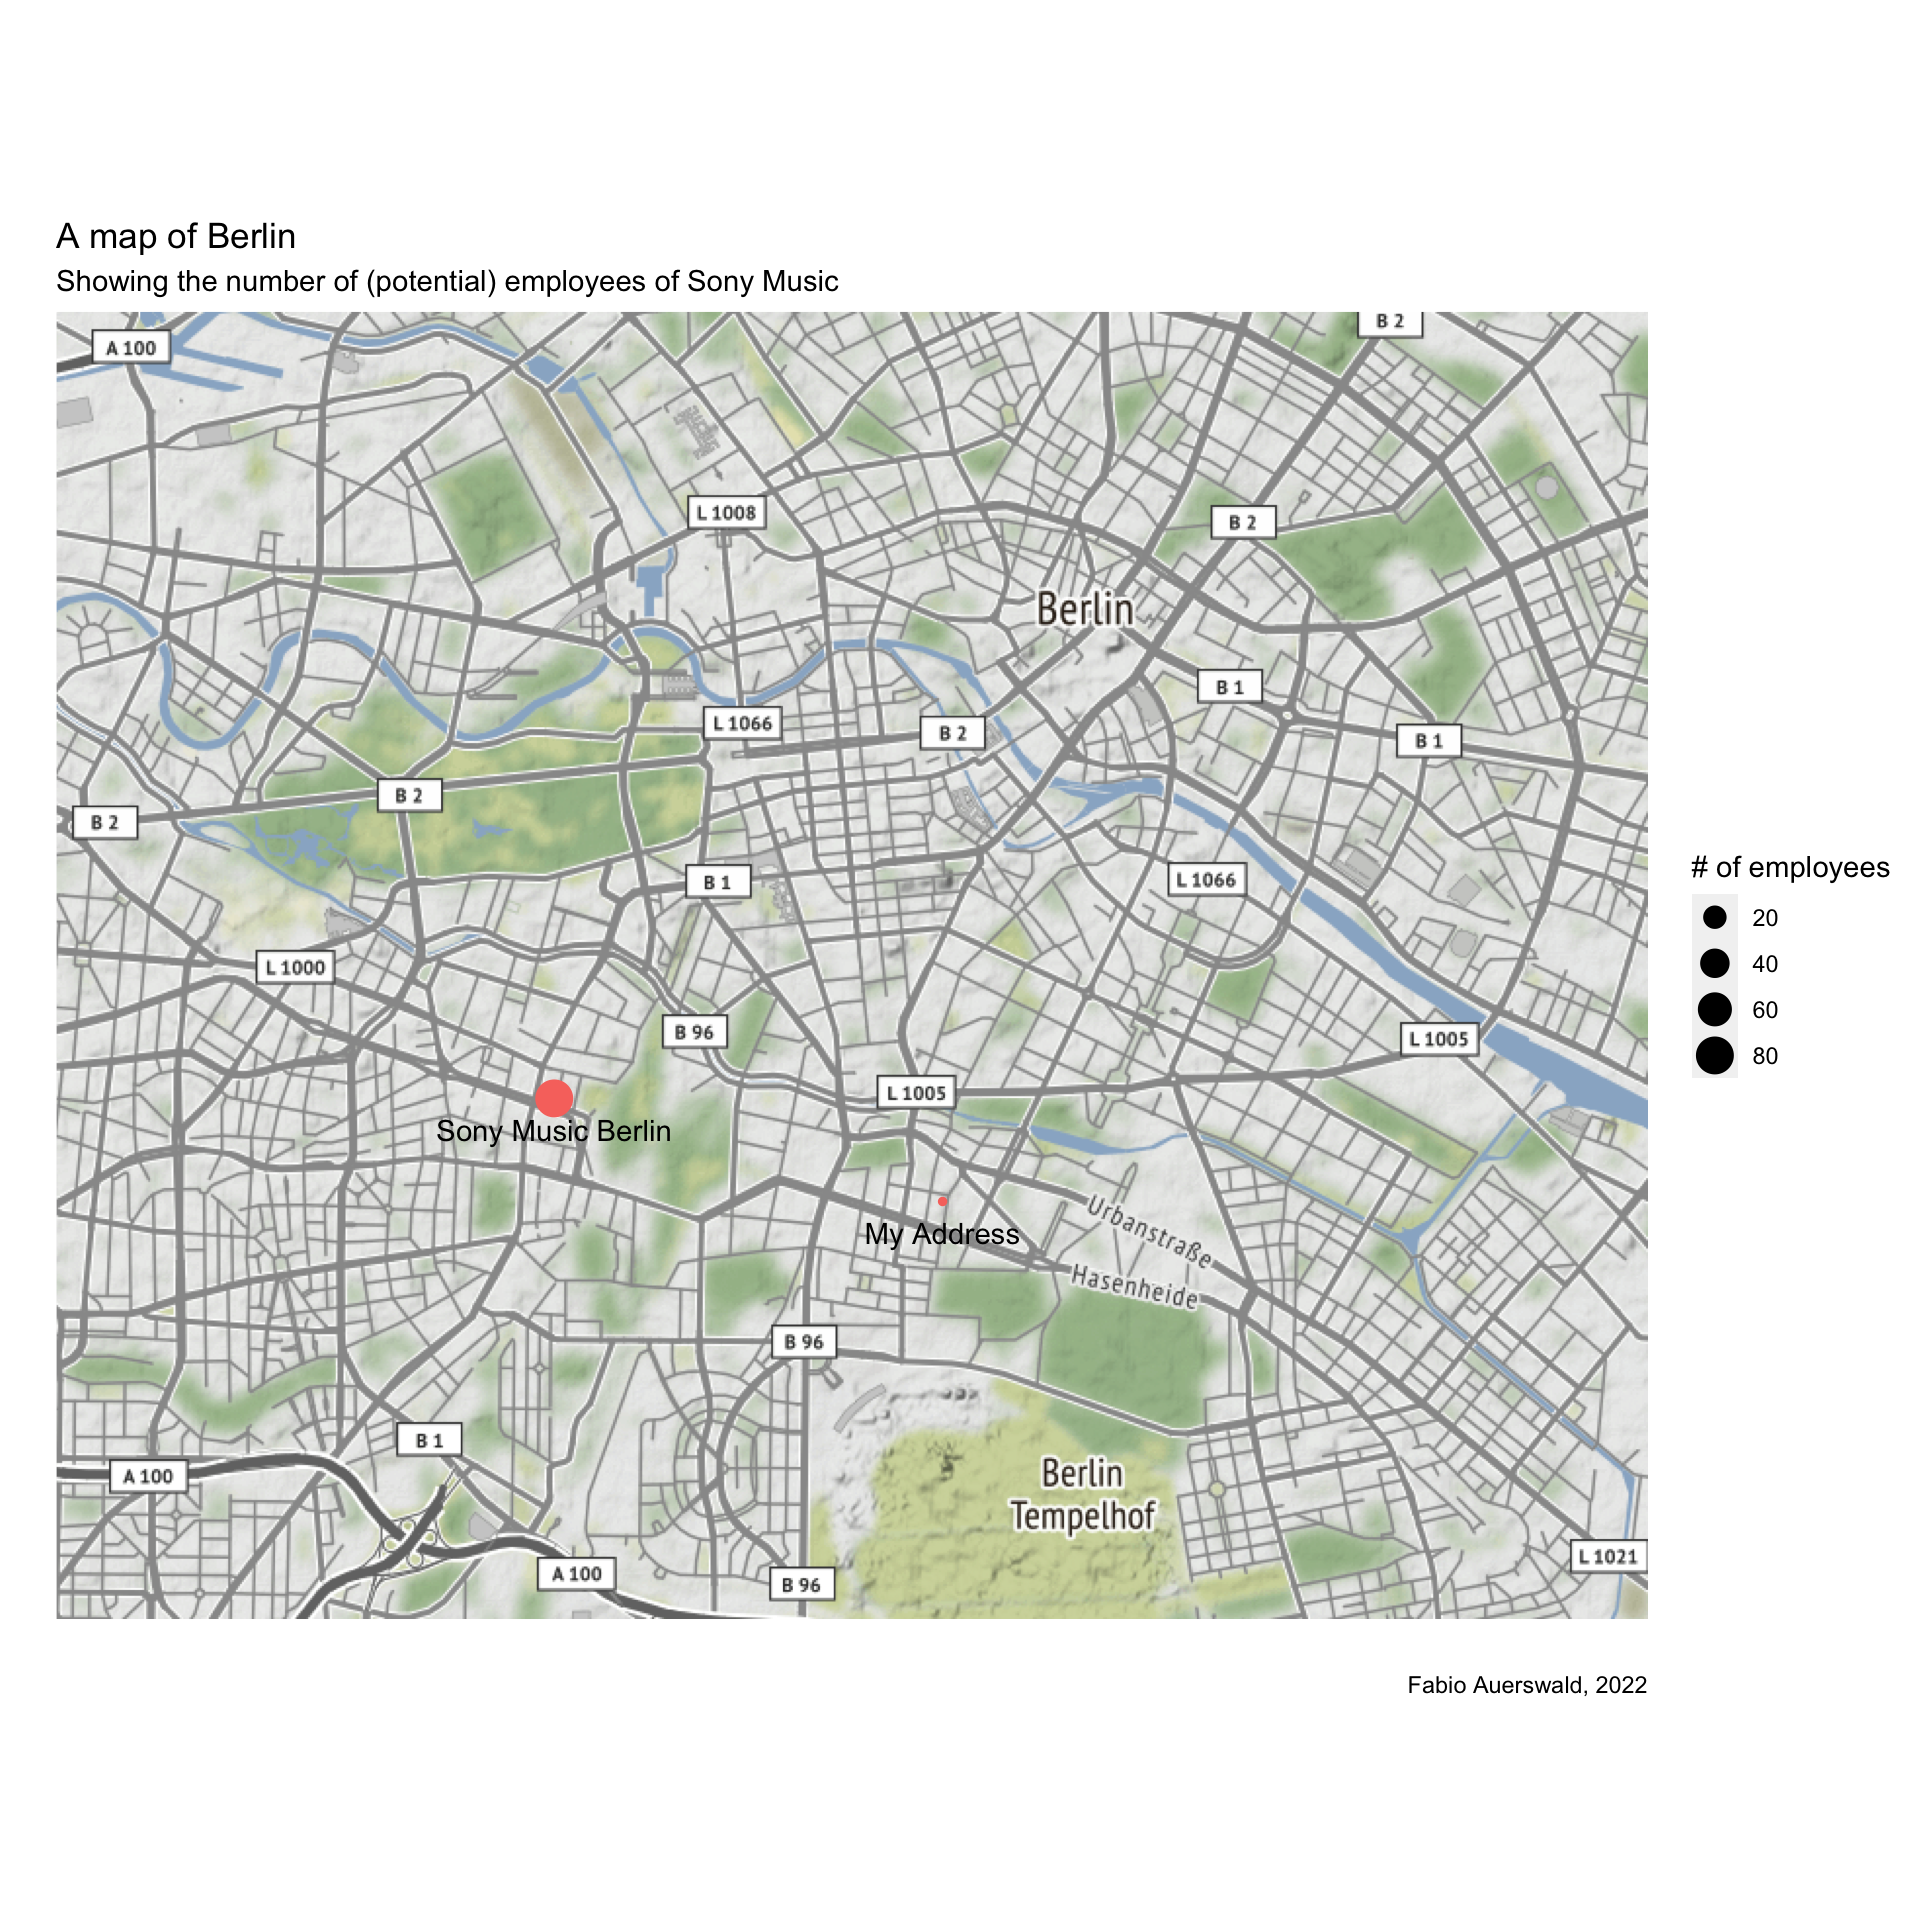 A map of Berlin
Showing the number of (potential) employees of Sony Music
B 2
A 100
L 1008
B 2
Berlin
B 1
L 1066
B 2
B 1
B 2
B 2
B 1
L 1066
L 1000
B 96
L 1005
L 1005
Sony Music Berlin
My Address
Urbanstraße
Hasenheide
B 96
B 1
A 100
Berlin
Tempelhof
L 1021
A 100
B 96
# of employees
20
40
60
80
Fabio Auerswald, 2022